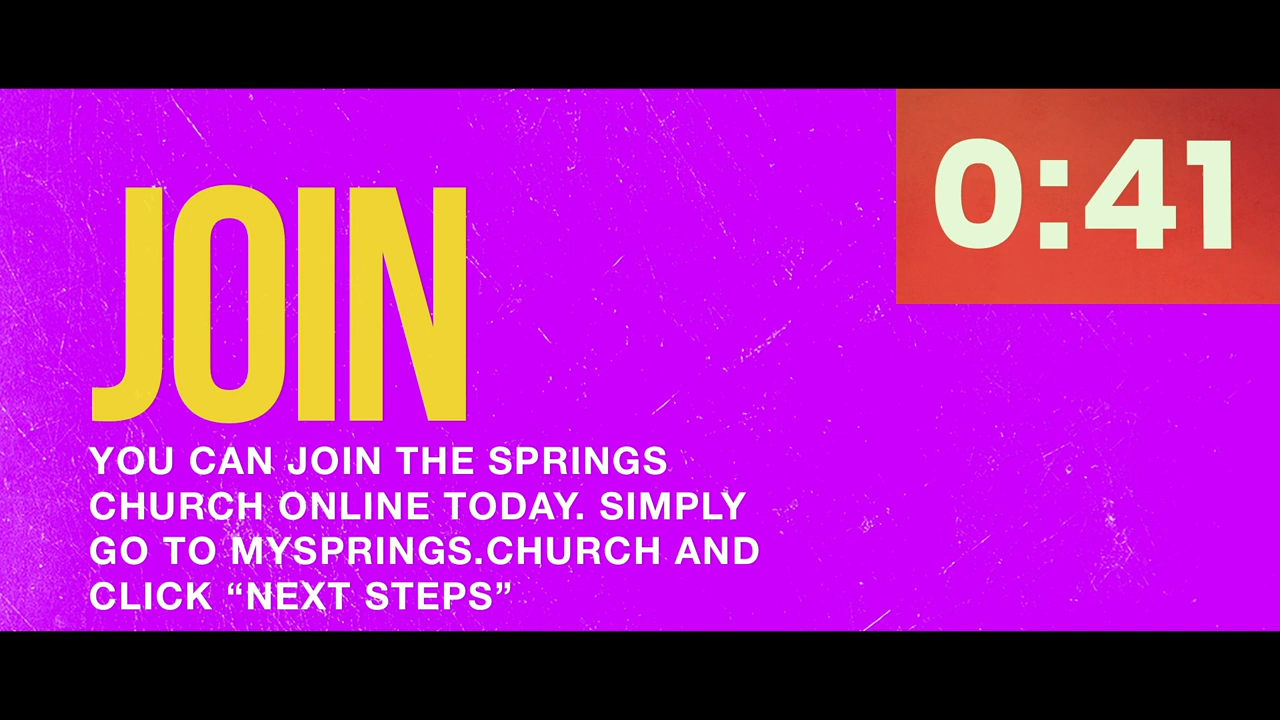 JOIN
0:41
YOU CAN JOIN THE SPRINGS
CHURCH ONLINE TODAY. SIMPLY
GO TO MYSPRINGS.CHURCH AND
CLICK “NEXT STEPS”